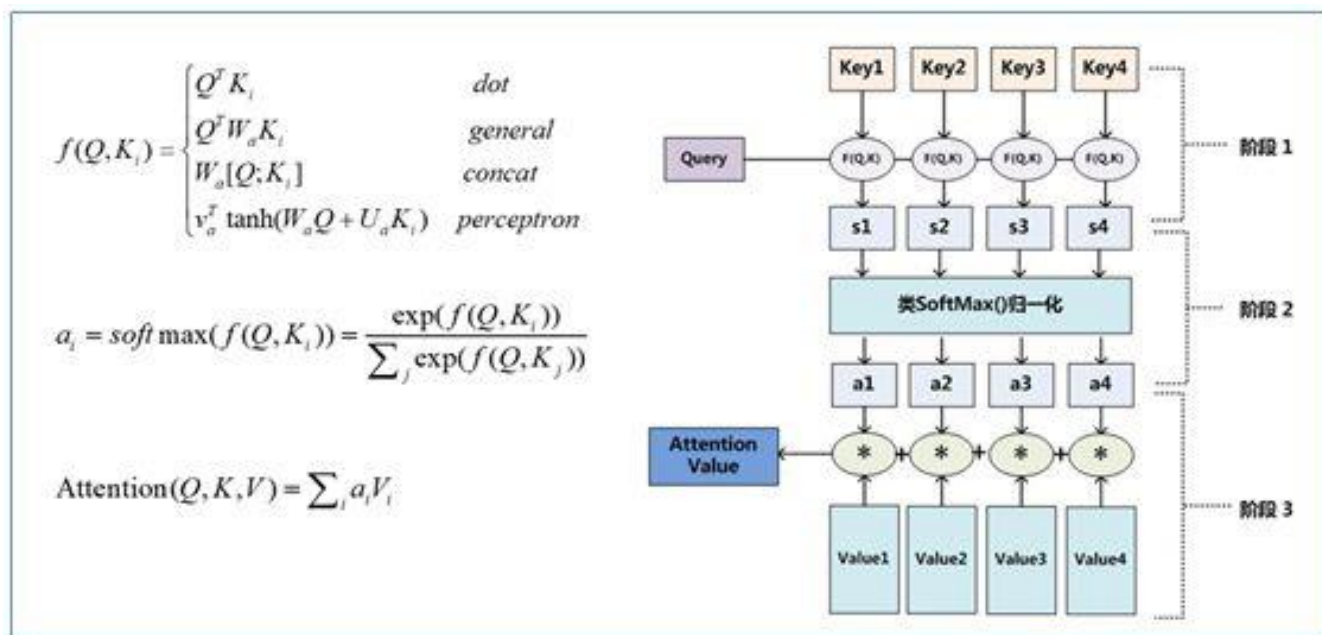 f(Q,K_i) = { Q^T K_i dot
Q^T W_a K_i general
W_a[Q;K_i] concat
v_a^T tanh(W_a Q + U_a K_i) perceptron
a_i = soft max(f(Q,K_i)) = exp(f(Q,K_i)) / ∑_j exp(f(Q,K_j))
Attention(Q,K,V) = ∑_i a_i V_i
Key1 Key2 Key3 Key4
阶段 1
Query F(Q,K) F(Q,K) F(Q,K) F(Q,K)
s1 s2 s3 s4
类SoftMax()归一化
阶段 2
a1 a2 a3 a4
Attention
Value
* + * + * + *
阶段 3
Value1 Value2 Value3 Value4